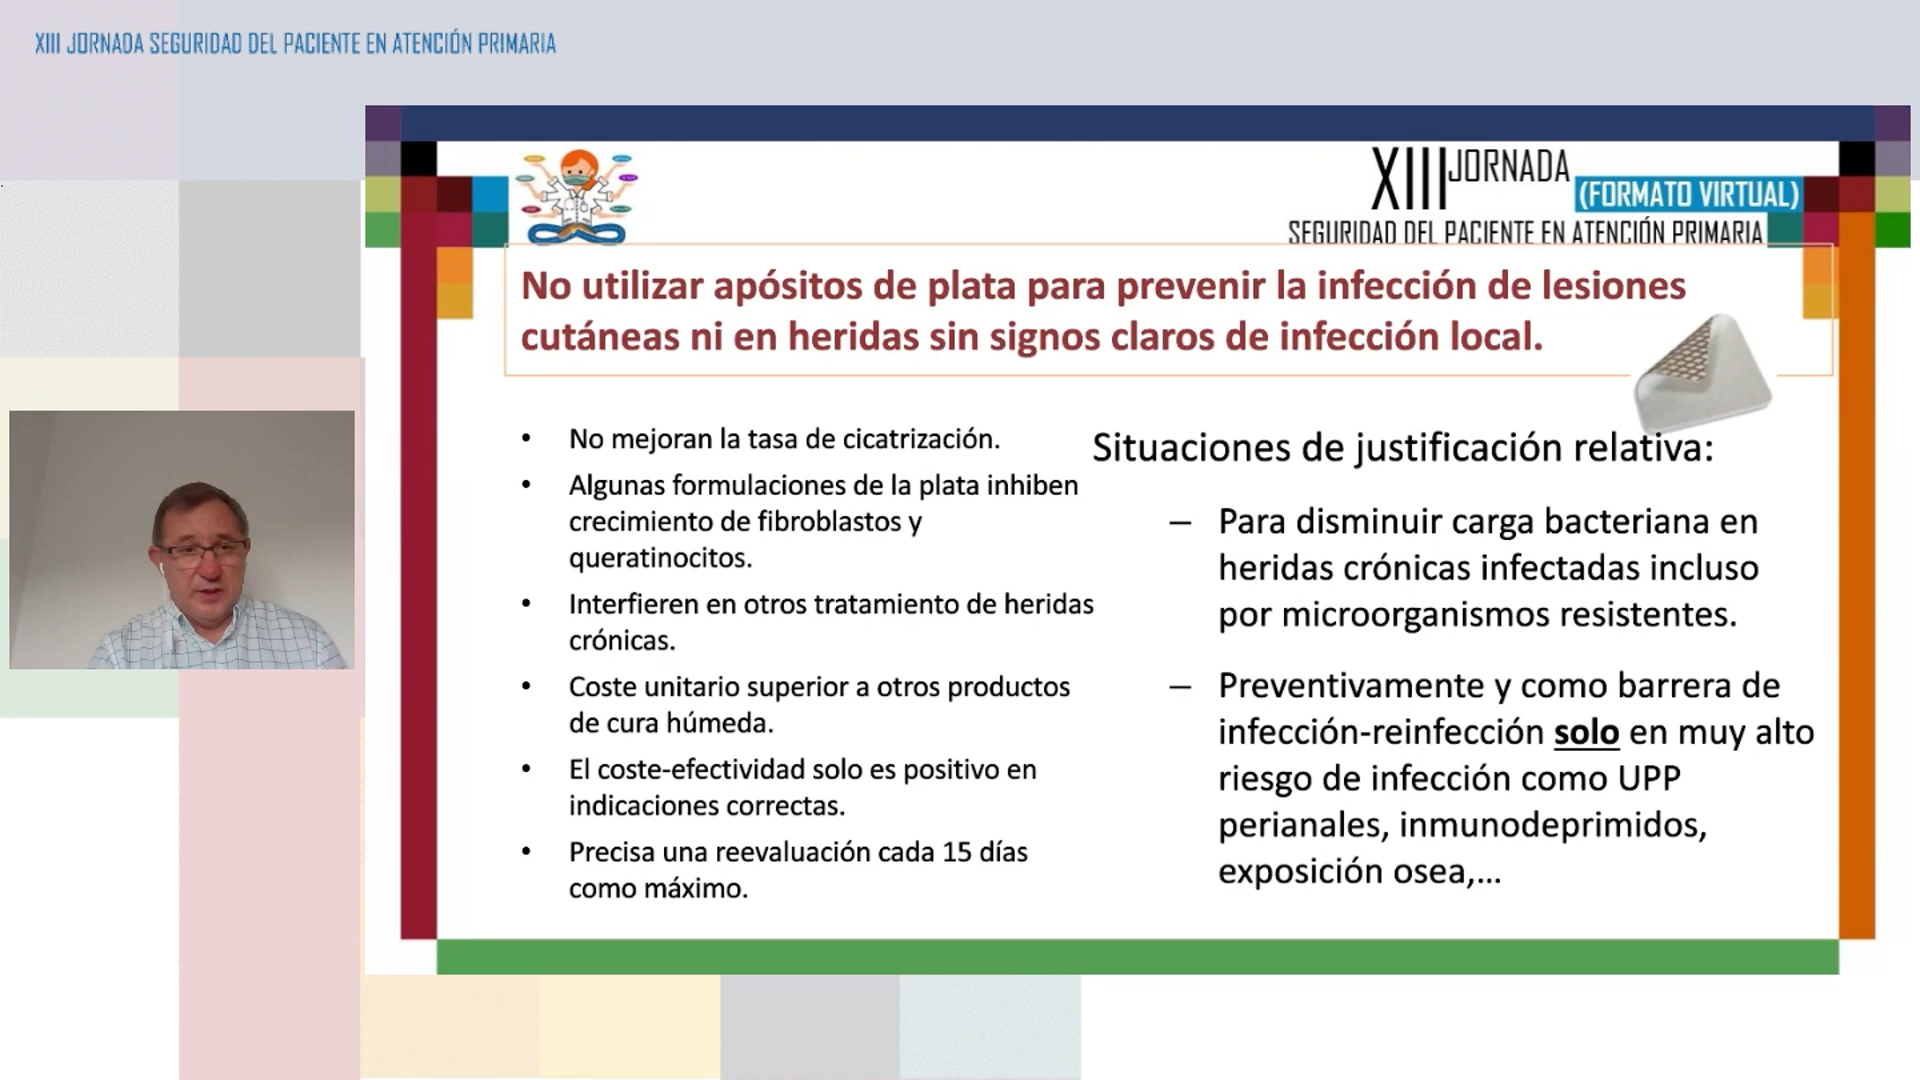 XIII JORNADA SEGURIDAD DEL PACIENTE EN ATENCIÓN PRIMARIA
XIII JORNADA
(FORMATO VIRTUAL)
SEGURIDAD DEL PACIENTE EN ATENCIÓN PRIMARIA
No utilizar apósitos de plata para prevenir la infección de lesiones
cutáneas ni en heridas sin signos claros de infección local.
• No mejoran la tasa de cicatrización.
• Algunas formulaciones de la plata inhiben
crecimiento de fibroblastos y
queratinocitos.
• Interfieren en otros tratamiento de heridas
crónicas.
• Coste unitario superior a otros productos
de cura húmeda.
• El coste-efectividad solo es positivo en
indicaciones correctas.
• Precisa una reevaluación cada 15 días
como máximo.
Situaciones de justificación relativa:
– Para disminuir carga bacteriana en
heridas crónicas infectadas incluso
por microorganismos resistentes.
– Preventivamente y como barrera de
infección-reinfección solo en muy alto
riesgo de infección como UPP
perianales, inmunodeprimidos,
exposición osea,...